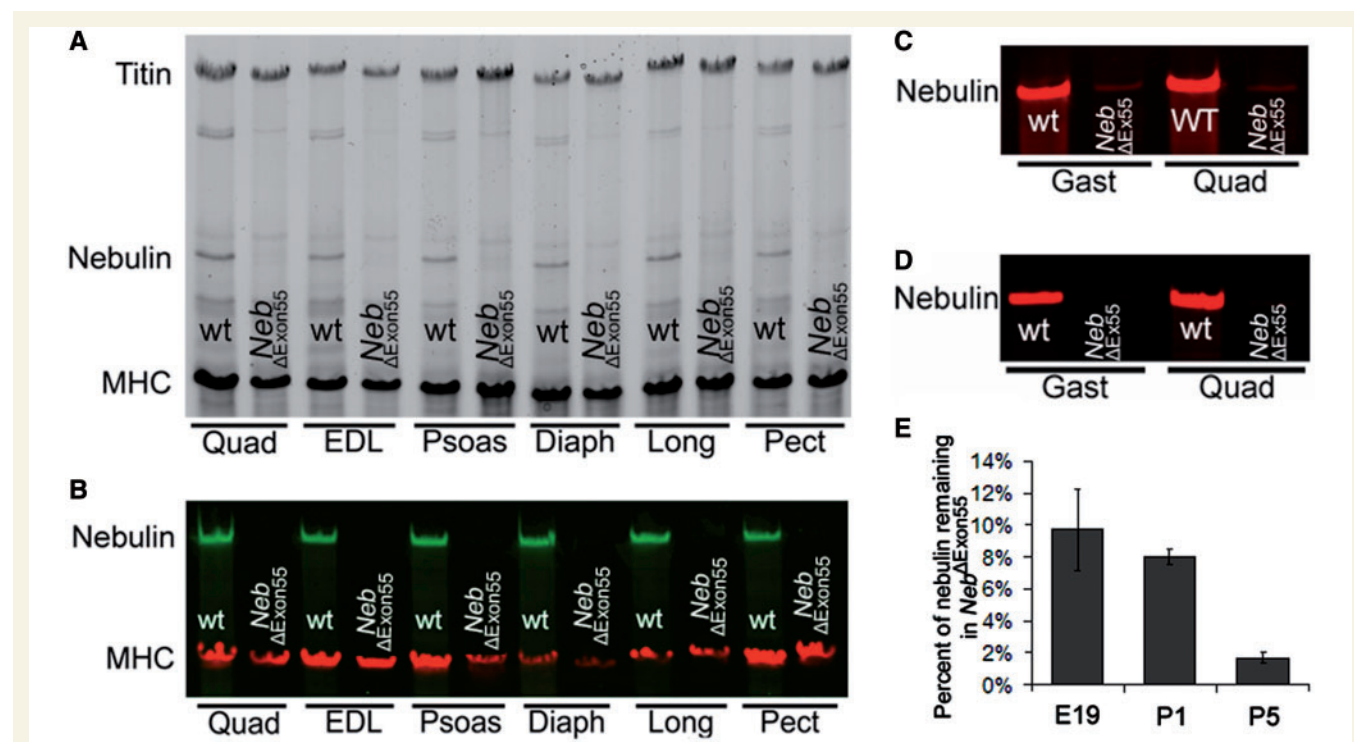 A
Titin
Nebulin
MHC
wt Neb ΔExon55 wt Neb ΔExon55 wt Neb ΔExon55 wt Neb ΔExon55 wt Neb ΔExon55 wt Neb ΔExon55
Quad EDL Psoas Diaph Long Pect
B
Nebulin
MHC
wt Neb ΔExon55 wt Neb ΔExon55 wt Neb ΔExon55 wt Neb ΔExon55 wt Neb ΔExon55 wt Neb ΔExon55
Quad EDL Psoas Diaph Long Pect
C
Nebulin
wt Neb ΔEx55 WT Neb ΔEx55
Gast Quad
D
Nebulin
wt Neb ΔEx55 wt Neb ΔEx55
Gast Quad
E
Percent of nebulin remaining
in Neb ΔExon55
14%
12%
10%
8%
6%
4%
2%
0%
E19 P1 P5